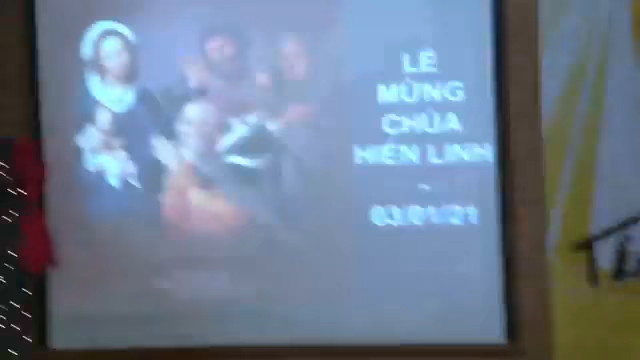 LỄ
MỪNG
CHÚA
HIỂN LINH
-
03/01/21